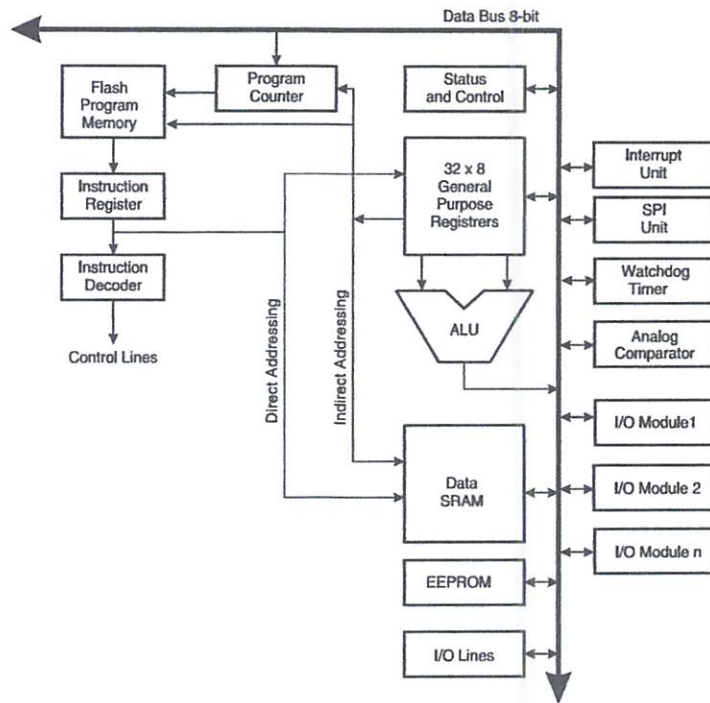 Data Bus 8-bit
Flash
Program
Memory
Program
Counter
Status
and Control
32 x 8
General
Purpose
Registrers
Instruction
Register
Instruction
Decoder
Control Lines
Direct Addressing
Indirect Addressing
ALU
Interrupt
Unit
SPI
Unit
Watchdog
Timer
Analog
Comparator
I/O Module1
Data
SRAM
I/O Module 2
I/O Module n
EEPROM
I/O Lines